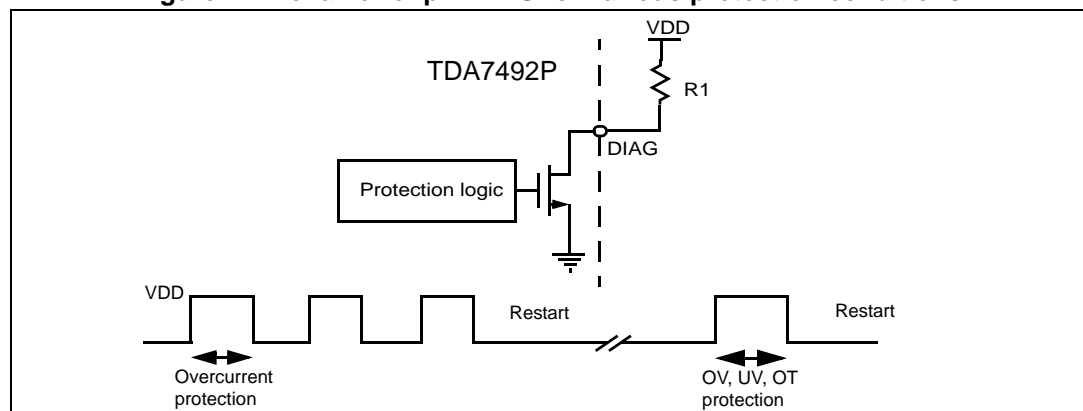 VDD
TDA7492P
R1
DIAG
Protection logic
VDD
Restart
Restart
Overcurrent
protection
OV, UV, OT
protection